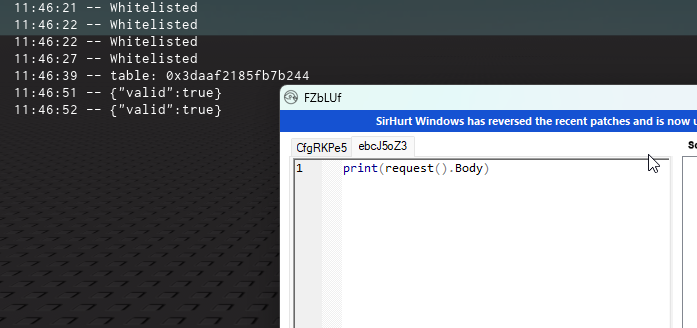 11:46:21 -- Whitelisted
11:46:22 -- Whitelisted
11:46:22 -- Whitelisted
11:46:27 -- Whitelisted
11:46:39 -- table: 0x3daaf2185fb7b244
11:46:51 -- {"valid":true}
11:46:52 -- {"valid":true}
FZbLUf
SirHurt Windows has reversed the recent patches and is now
CfgRKPe5 ebcJ5oZ3
1 print(request().Body)